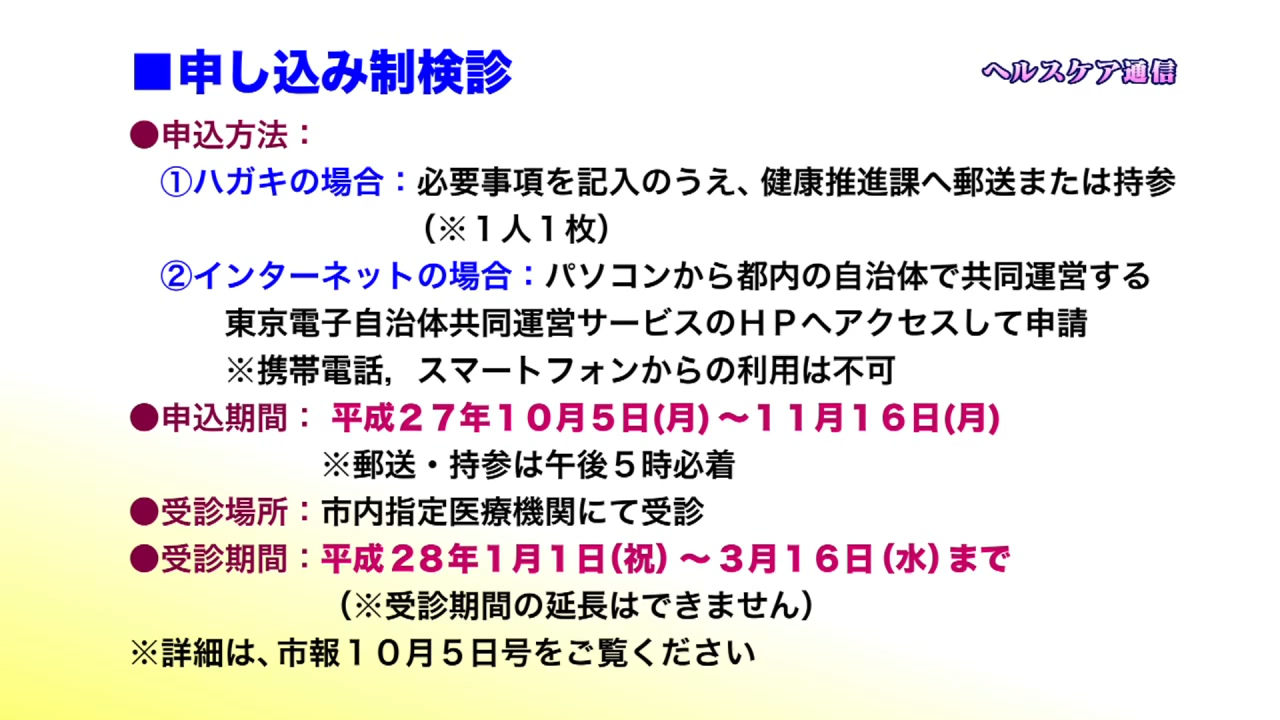 ■申し込み制検診
ヘルスケア通信
●申込方法：
①ハガキの場合：必要事項を記入のうえ、健康推進課へ郵送または持参
（※１人１枚）
②インターネットの場合：パソコンから都内の自治体で共同運営する
東京電子自治体共同運営サービスのＨＰへアクセスして申請
※携帯電話，スマートフォンからの利用は不可
●申込期間： 平成２７年１０月５日(月)～１１月１６日(月)
※郵送・持参は午後５時必着
●受診場所：市内指定医療機関にて受診
●受診期間：平成２８年１月１日（祝）～３月１６日（水）まで
（※受診期間の延長はできません）
※詳細は、市報１０月５日号をご覧ください